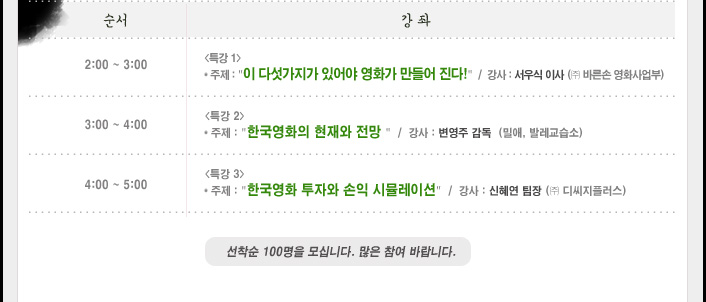 순서 강 좌
2:00 ~ 3:00
<특강 1>
• 주제 : "이 다섯가지가 있어야 영화가 만들어 진다!" / 강사 : 서우식 이사 (㈜ 바른손 영화사업부)
3:00 ~ 4:00
<특강 2>
• 주제 : "한국영화의 현재와 전망 " / 강사 : 변영주 감독 (밀애, 발레교습소)
4:00 ~ 5:00
<특강 3>
• 주제 : "한국영화 투자와 손익 시뮬레이션" / 강사 : 신혜연 팀장 (㈜ 디씨지플러스)
선착순 100명을 모십니다. 많은 참여 바랍니다.